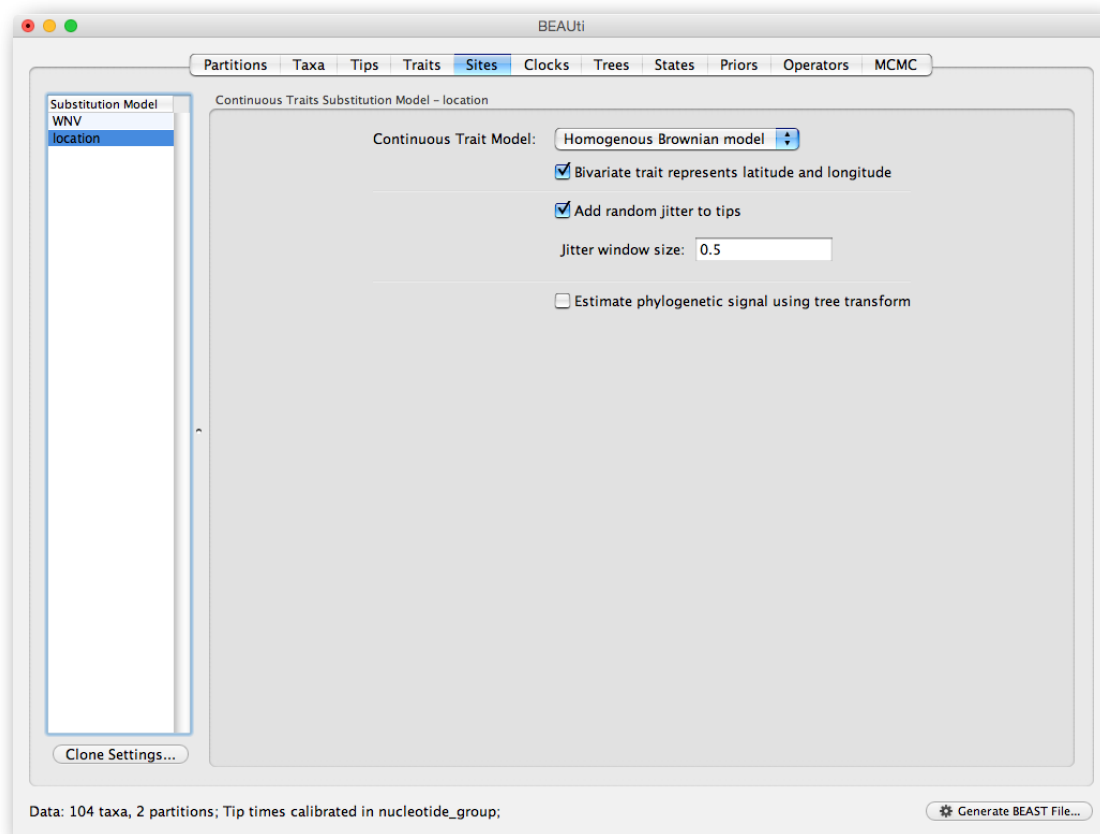 BEAUti
Partitions Taxa Tips Traits Sites Clocks Trees States Priors Operators MCMC
Substitution Model
WNV
location
Continuous Traits Substitution Model – location
Continuous Trait Model: Homogenous Brownian model
Bivariate trait represents latitude and longitude
Add random jitter to tips
Jitter window size: 0.5
Estimate phylogenetic signal using tree transform
Clone Settings...
Data: 104 taxa, 2 partitions; Tip times calibrated in nucleotide_group;
Generate BEAST File...